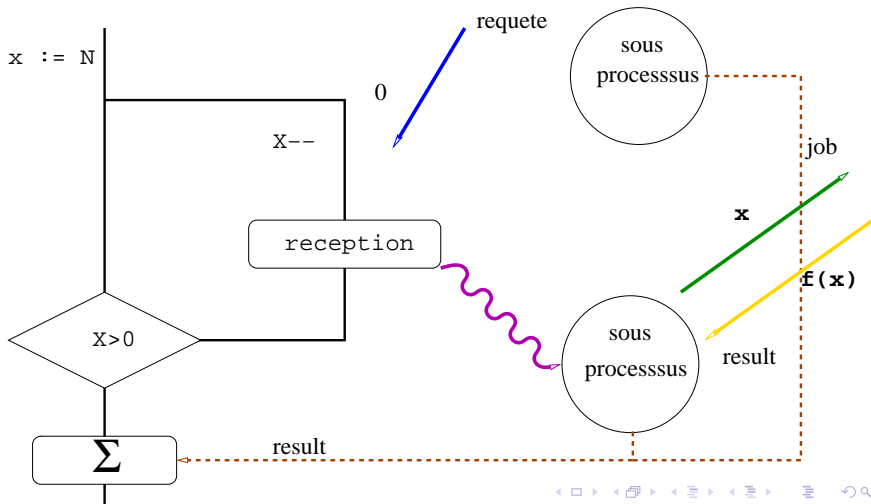 requete
sous
processsus
x := N
0
X--
job
x
reception
f(x)
X>0
sous
processsus
result
result
Σ